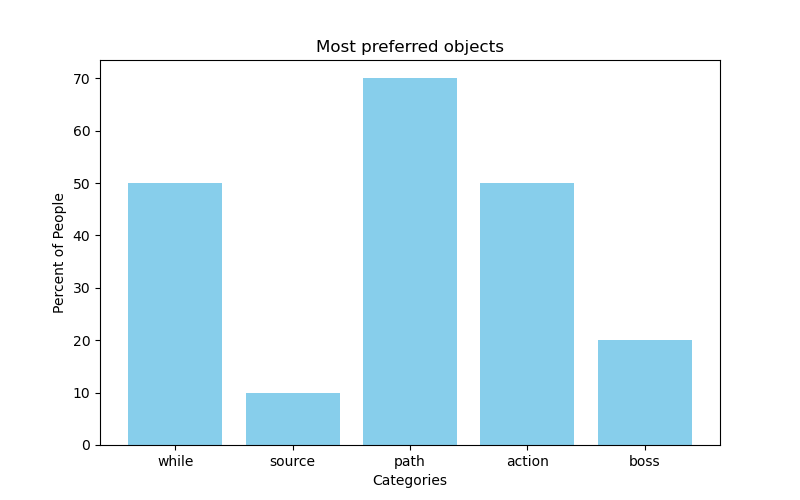 Most preferred objects
Percent of People
70
60
50
40
30
20
10
0
while source path action boss
Categories